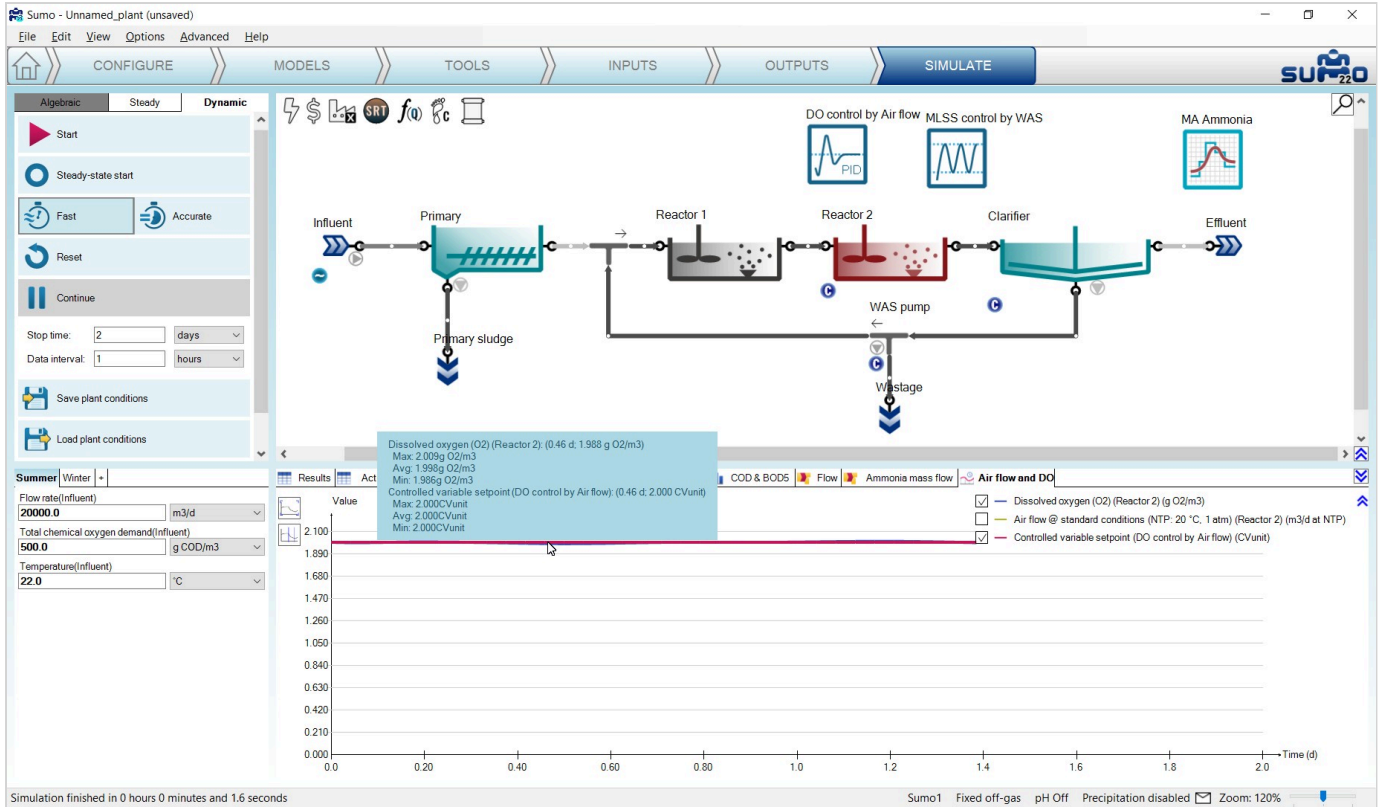 Sumo - Unnamed_plant (unsaved)
File Edit View Options Advanced Help
CONFIGURE MODELS TOOLS INPUTS OUTPUTS SIMULATE
SUMO 22
Algebraic Steady Dynamic
Start
Steady-state start
Fast Accurate
Reset
Continue
Stop time: 2 days
Data interval: 1 hours
Save plant conditions
Load plant conditions
$ SRT f(Q) C
DO control by Air flow MLSS control by WAS MA Ammonia
PID
Influent Primary Reactor 1 Reactor 2 Clarifier Effluent
C C
WAS pump
C
Primary sludge
Wastage
Summer Winter +
Flow rate(Influent)
20000.0 m3/d
Total chemical oxygen demand(Influent)
500.0 g COD/m3
Temperature(Influent)
22.0 °C
Results Act COD & BOD5 Flow Ammonia mass flow Air flow and DO
Dissolved oxygen (O2) (Reactor 2): (0.46 d; 1.988 g O2/m3)
Max: 2.009g O2/m3
Avg: 1.998g O2/m3
Min: 1.986g O2/m3
Controlled variable setpoint (DO control by Air flow): (0.46 d; 2.000 CVunit)
Max: 2.000CVunit
Avg: 2.000CVunit
Min: 2.000CVunit
Value
Dissolved oxygen (O2) (Reactor 2) (g O2/m3)
Air flow @ standard conditions (NTP: 20 °C, 1 atm) (Reactor 2) (m3/d at NTP)
Controlled variable setpoint (DO control by Air flow) (CVunit)
2.100
1.890
1.680
1.470
1.260
1.050
0.840
0.630
0.420
0.210
0.000
0.0 0.20 0.40 0.60 0.80 1.0 1.2 1.4 1.6 1.8 2.0
Time (d)
Simulation finished in 0 hours 0 minutes and 1.6 seconds
Sumo1 Fixed off-gas pH Off Precipitation disabled Zoom: 120%